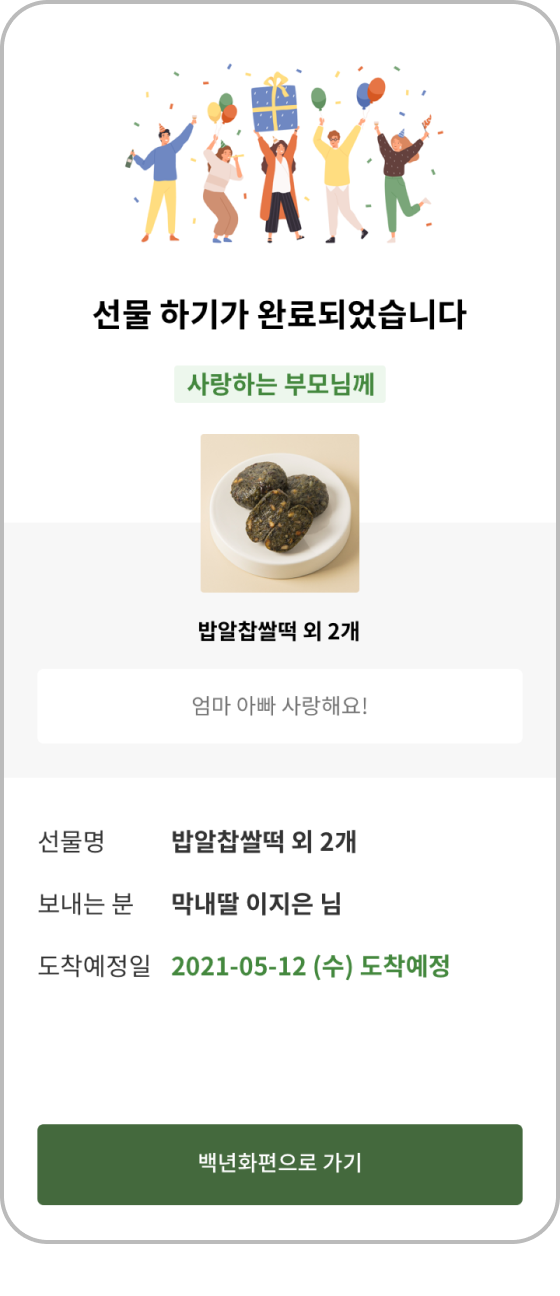 선물 하기가 완료되었습니다
사랑하는 부모님께
밥알찹쌀떡 외 2개
엄마 아빠 사랑해요!
선물명 밥알찹쌀떡 외 2개
보내는 분 막내딸 이지은 님
도착예정일 2021-05-12 (수) 도착예정
백년화편으로 가기